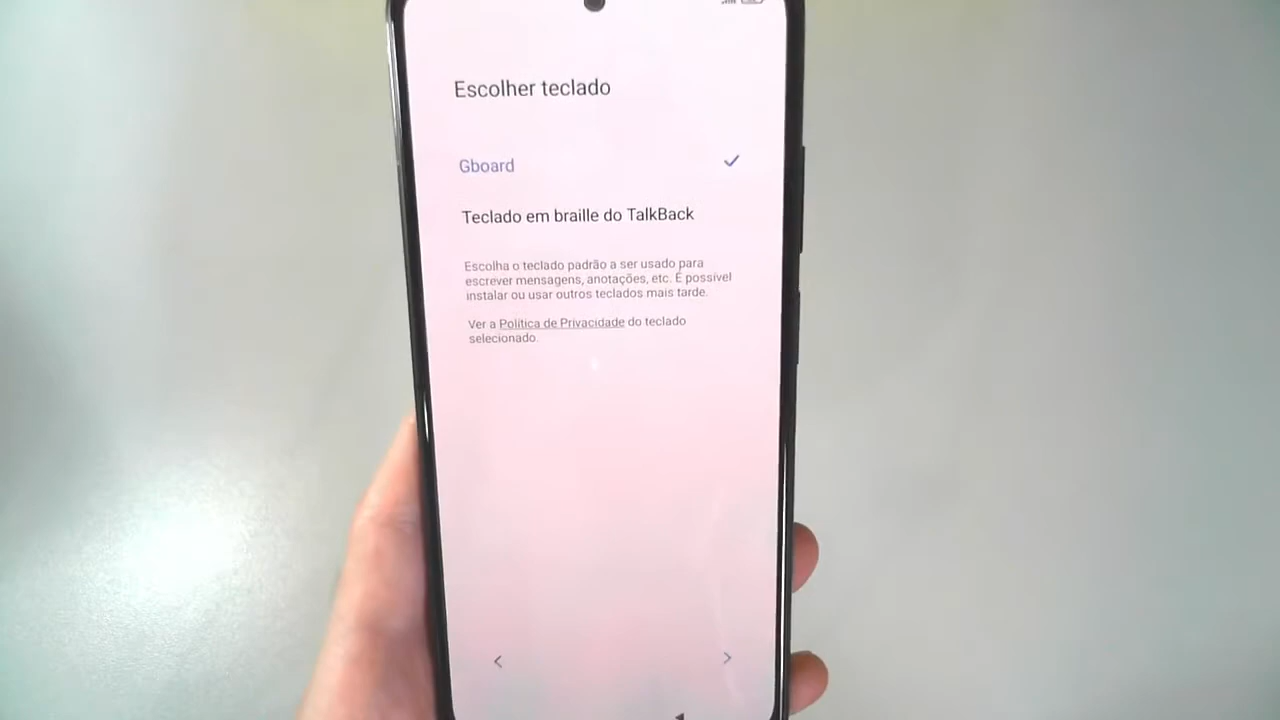 Escolher teclado
Gboard
Teclado em braille do TalkBack
Escolha o teclado padrão a ser usado para
escrever mensagens, anotações, etc. É possível
instalar ou usar outros teclados mais tarde.
Ver a Política de Privacidade do teclado
selecionado.